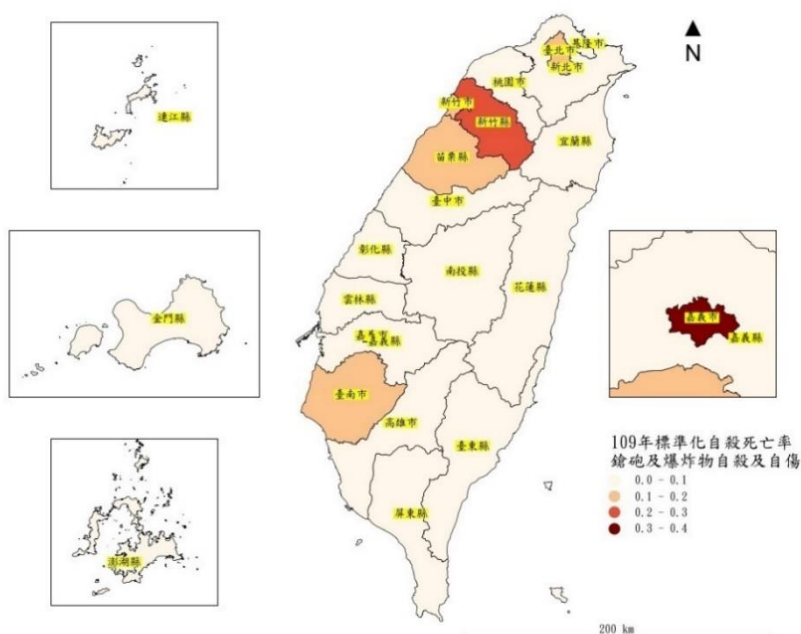 N
連江縣
基隆市
臺北市
新北市
桃園市
新竹市
新竹縣
宜蘭縣
苗栗縣
臺中市
彰化縣
南投縣
花蓮縣
雲林縣
金門縣
嘉義市
嘉義縣
嘉義市
嘉義縣
臺南市
高雄市
臺東縣
屏東縣
澎湖縣
109年標準化自殺死亡率
鎗砲及爆炸物自殺及自傷
0.0 - 0.1
0.1 - 0.2
0.2 - 0.3
0.3 - 0.4
200 km